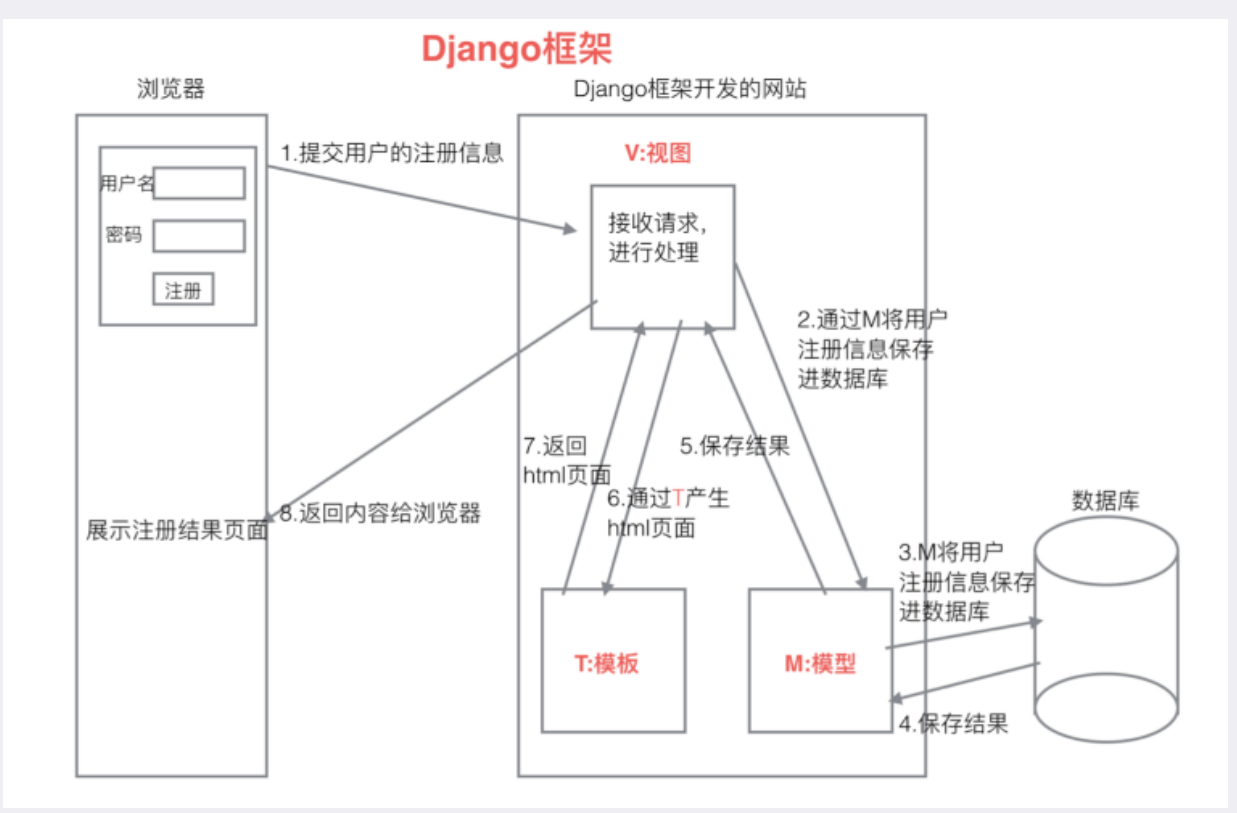 Django框架
浏览器
Django框架开发的网站
用户名
密码
注册
1.提交用户的注册信息
V:视图
接收请求,
进行处理
2.通过M将用户
注册信息保存
进数据库
7.返回
html页面
5.保存结果
6.通过T产生
html页面
8.返回内容给浏览器
展示注册结果页面
数据库
3.M将用户
注册信息保存
进数据库
T:模板
M:模型
4.保存结果